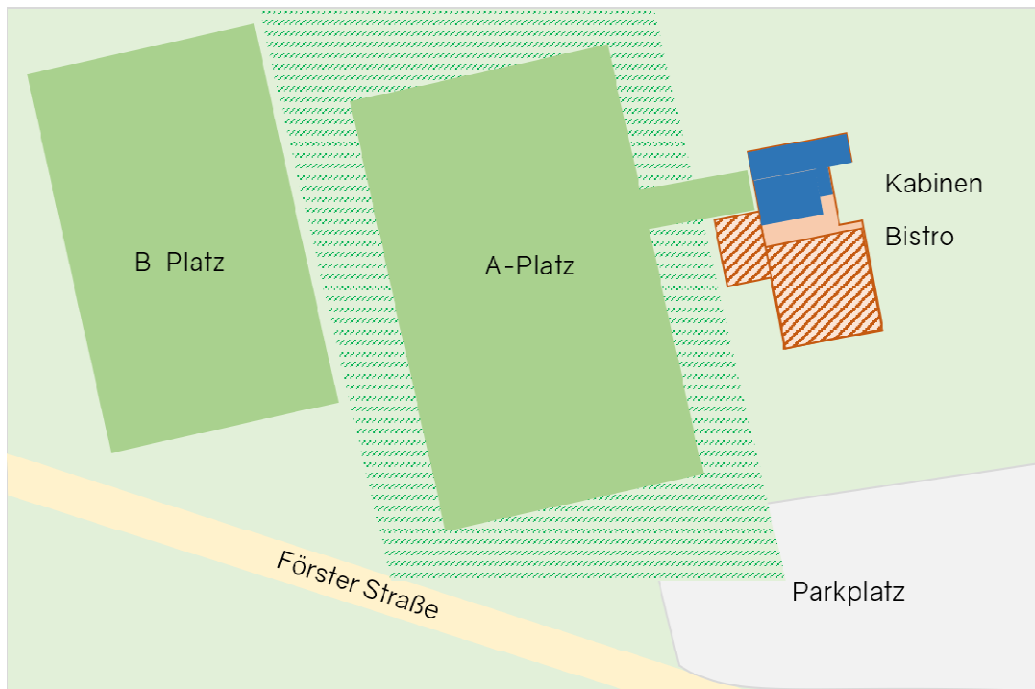 Kabinen
Bistro
B Platz
A-Platz
Förster Straße
Parkplatz